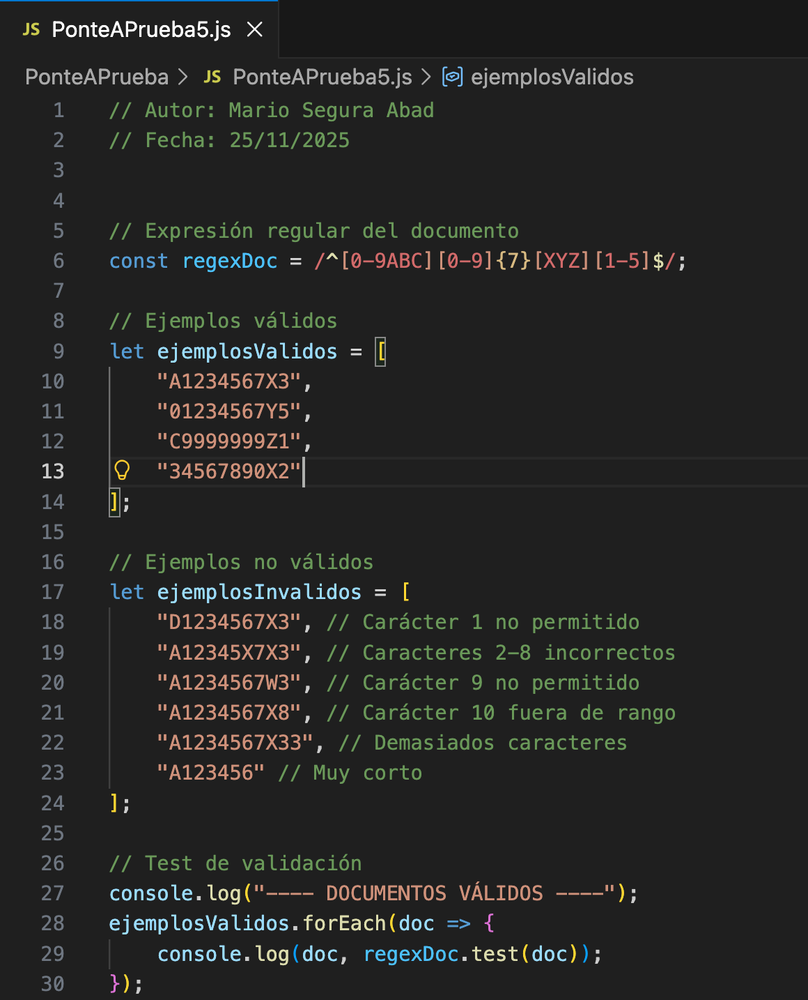 JS PonteAPrueba5.js ×
PonteAPrueba > JS PonteAPrueba5.js > ejemplosValidos
1 // Autor: Mario Segura Abad
2 // Fecha: 25/11/2025
3
4
5 // Expresión regular del documento
6 const regexDoc = /^[0-9ABC][0-9]{7}[XYZ][1-5]$/;
7
8 // Ejemplos válidos
9 let ejemplosValidos = [
10     "A1234567X3",
11     "01234567Y5",
12     "C9999999Z1",
13     "34567890X2"
14 ];
15
16 // Ejemplos no válidos
17 let ejemplosInvalidos = [
18     "D1234567X3", // Carácter 1 no permitido
19     "A12345X7X3", // Caracteres 2-8 incorrectos
20     "A1234567W3", // Carácter 9 no permitido
21     "A1234567X8", // Carácter 10 fuera de rango
22     "A1234567X33", // Demasiados caracteres
23     "A123456" // Muy corto
24 ];
25
26 // Test de validación
27 console.log("---- DOCUMENTOS VÁLIDOS ----");
28 ejemplosValidos.forEach(doc => {
29     console.log(doc, regexDoc.test(doc));
30 });